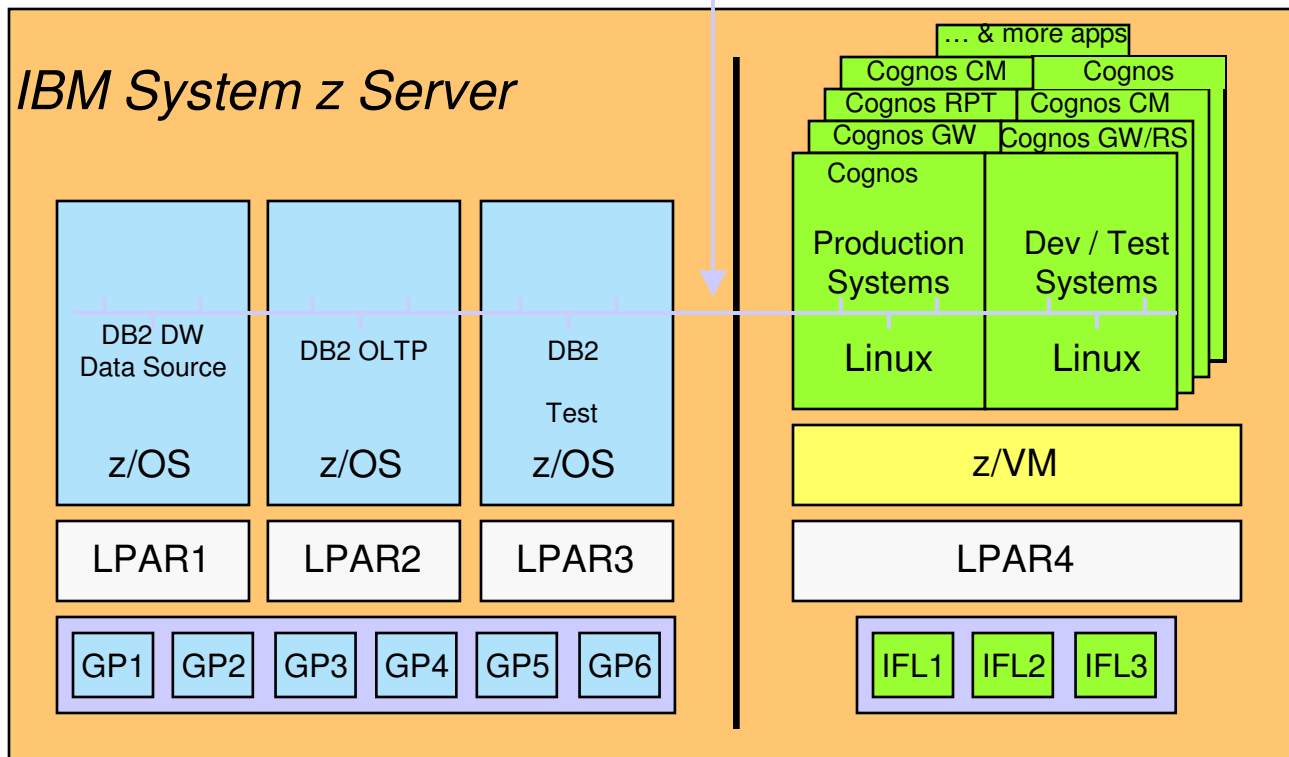 IBM System z Server
… & more apps
Cognos CM
Cognos
Cognos RPT
Cognos CM
Cognos GW
Cognos GW/RS
Cognos
Production
Systems
Linux
Dev / Test
Systems
Linux
DB2 DW
Data Source
z/OS
DB2 OLTP
z/OS
DB2
Test
z/OS
z/VM
LPAR1
LPAR2
LPAR3
LPAR4
GP1
GP2
GP3
GP4
GP5
GP6
IFL1
IFL2
IFL3